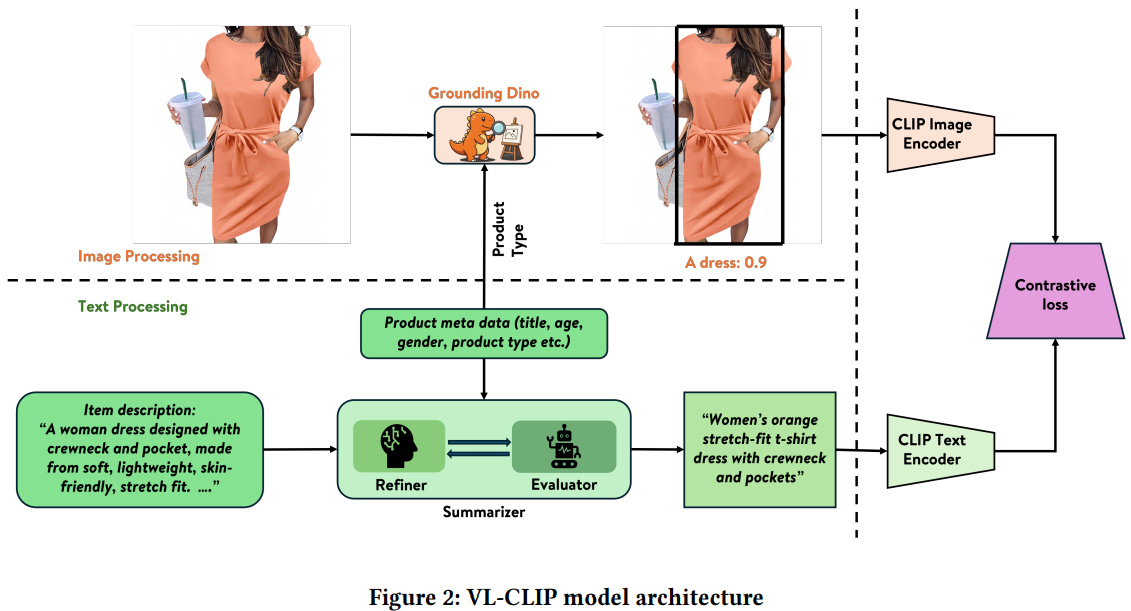 Grounding Dino
CLIP Image
Encoder
Product
Type
Image Processing
A dress: 0.9
Contrastive
loss
Text Processing
Product meta data (title, age,
gender, product type etc.)
Item description:
“A woman dress designed with
crewneck and pocket, made
from soft, lightweight, skin-
friendly, stretch fit. ....”
Refiner
Evaluator
Summarizer
“Women’s orange
stretch-fit t-shirt
dress with crewneck
and pockets”
CLIP Text
Encoder
Figure 2: VL-CLIP model architecture